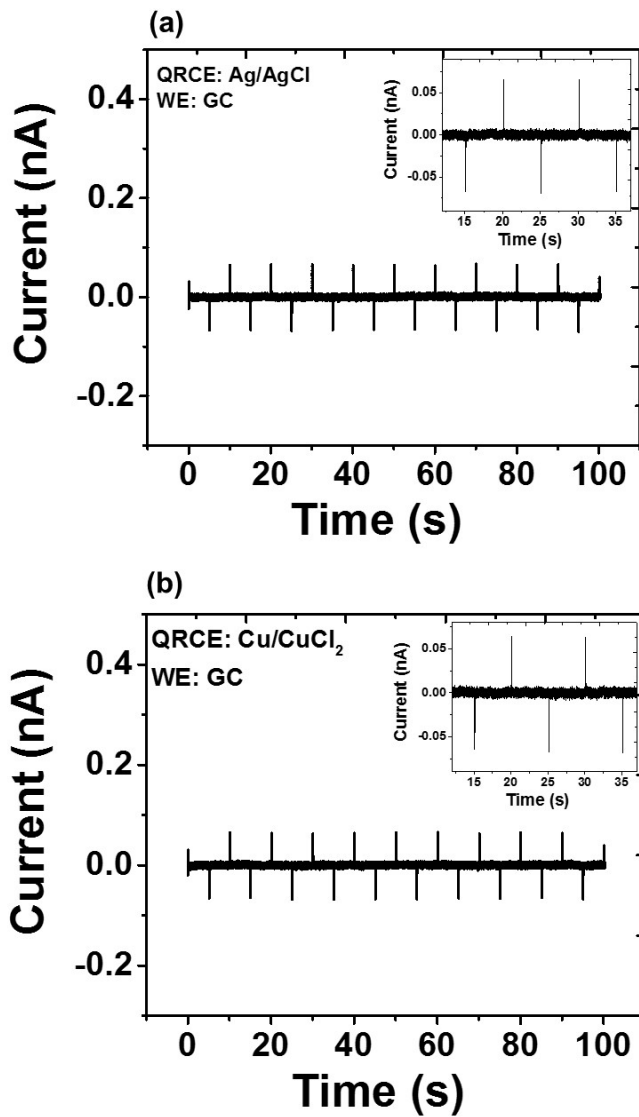 (a)
QRCE: Ag/AgCl
WE: GC
Current (nA)
0.4
0.2
0.0
-0.2
0 20 40 60 80 100
Time (s)
Current (nA)
0.05
0.00
-0.05
15 20 25 30 35
Time (s)
(b)
QRCE: Cu/CuCl₂
WE: GC
Current (nA)
0.4
0.2
0.0
-0.2
0 20 40 60 80 100
Time (s)
Current (nA)
0.05
0.00
-0.05
15 20 25 30 35
Time (s)